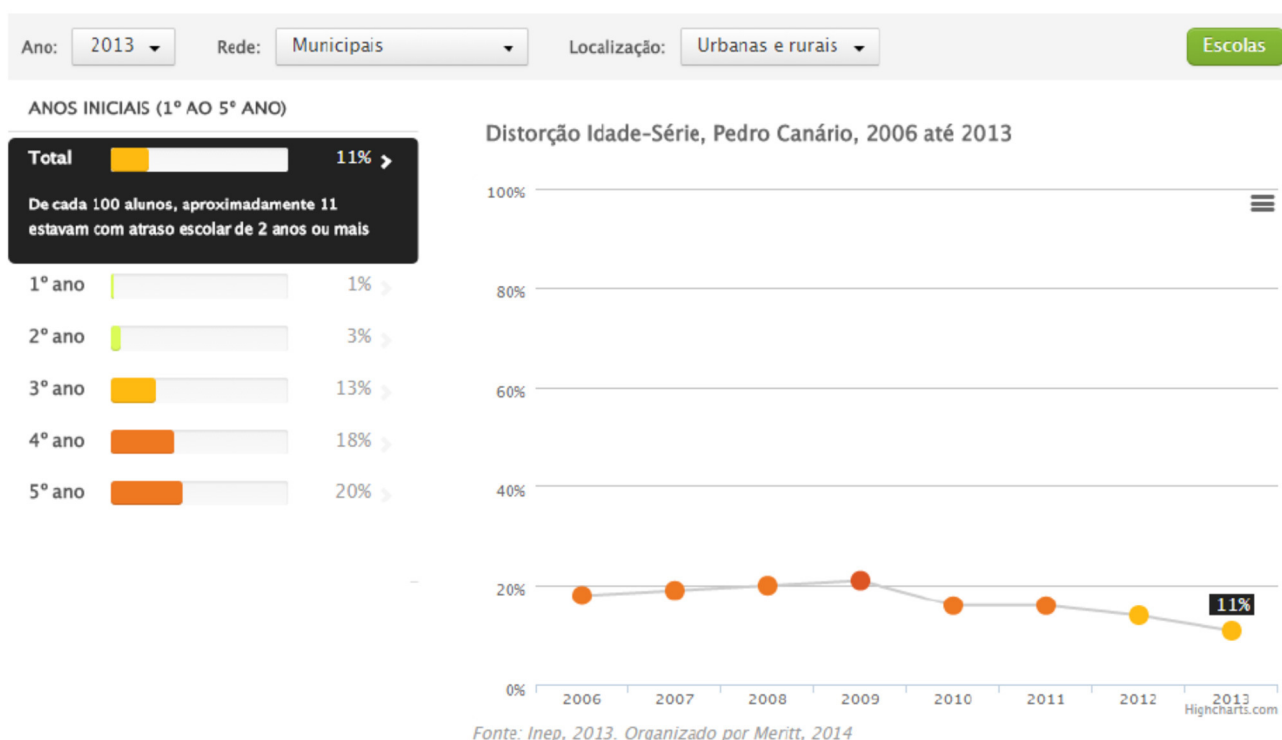 Ano: 2013 Rede: Municipais Localização: Urbanas e rurais Escolas
ANOS INICIAIS (1º AO 5º ANO)
Total 11%
De cada 100 alunos, aproximadamente 11
estavam com atraso escolar de 2 anos ou mais
1º ano 1%
2º ano 3%
3º ano 13%
4º ano 18%
5º ano 20%
Distorção Idade-Série, Pedro Canário, 2006 até 2013
100%
80%
60%
40%
20%
11%
0%
2006 2007 2008 2009 2010 2011 2012 2013
Highcharts.com
Fonte: Inep, 2013. Organizado por Meritt, 2014